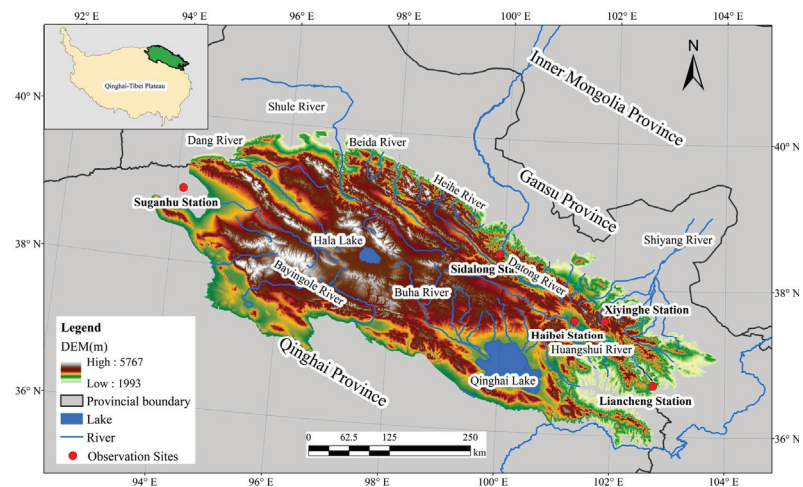 92° E
94° E
96° E
98° E
100° E
102° E
104° E
Qinghai-Tibet Plateau
N
Inner Mongolia Province
40° N
40° N
Shule River
Dang River
Beida River
Heihe River
Gansu Province
Suganhu Station
Shiyang River
38° N
Hala Lake
Sidalong Sta
Datong River
38° N
Bayingole River
Buha River
Xiyinghe Station
Haibei Station
Huangshui River
Qinghai Province
Qinghai Lake
Liancheng Station
36° N
36° N
Legend
DEM(m)
High : 5767
Low : 1993
Provincial boundary
Lake
River
Observation Sites
0 62.5 125 250
km
94° E
96° E
98° E
100° E
102° E
104° E